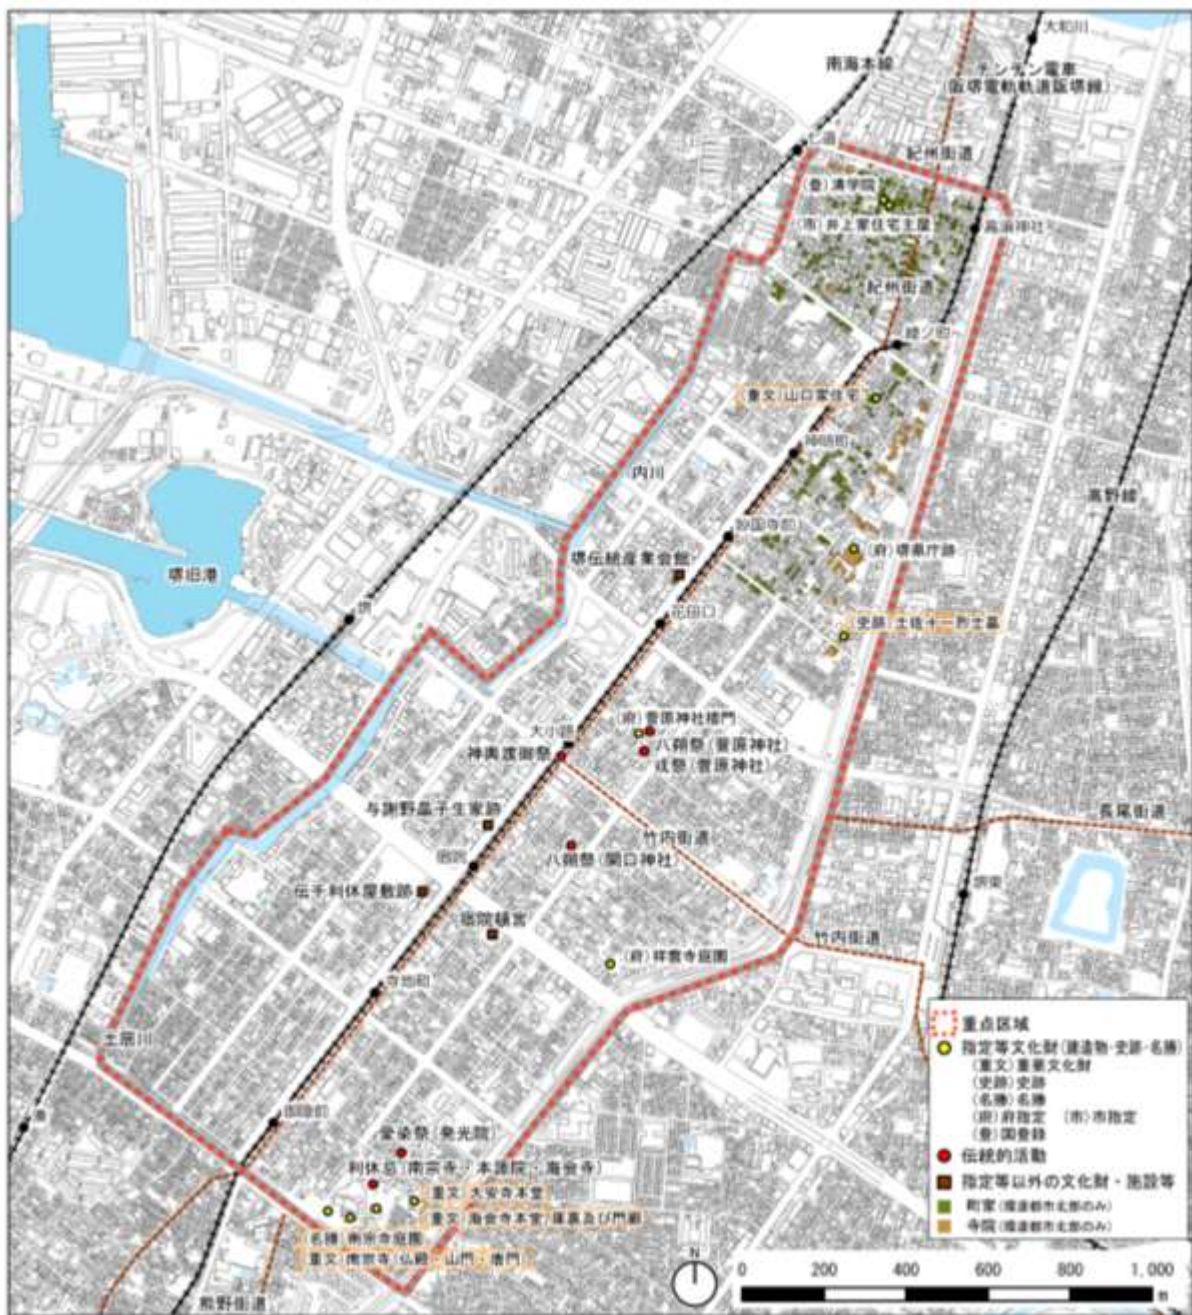 大和川
南海本線
チンチン電車
(阪堺電軌軌道阪堺線)
紀州街道
(登)清学院
(市)井上家住宅主屋
高須神社
紀州街道
綾ノ町
重文 山口家住宅
神明町
内川
高野線
妙国寺前
(府)堺県庁跡
堺伝統産業会館
堺旧港
花田口
堺
史跡 土佐十一烈士墓
(府)菅原神社楼門
大小路
八朔祭(菅原神社)
神輿渡御祭
戎祭(菅原神社)
与謝野晶子生家跡
竹内街道
長尾街道
八朔祭(開口神社)
宿院
伝千利休屋敷跡
堺東
宿院頓宮
竹内街道
(府)祥雲寺庭園
寺地町
土居川
重点区域
指定等文化財(建造物・史跡・名勝)
(重文)重要文化財
(史跡)史跡
(名勝)名勝
(府)府指定 (市)市指定
(登)国登録
伝統的活動
指定等以外の文化財・施設等
町家(環濠都市北部のみ)
寺院(環濠都市北部のみ)
御陵前
愛染祭(発光院)
利休忌(南宗寺・本源院・海会寺)
重文 大安寺本堂
重文 海会寺本堂、庫裏及び門廊
名勝 南宗寺庭園
重文 南宗寺 仏殿・山門・唐門
熊野街道
N
0 200 400 600 800 1,000
m